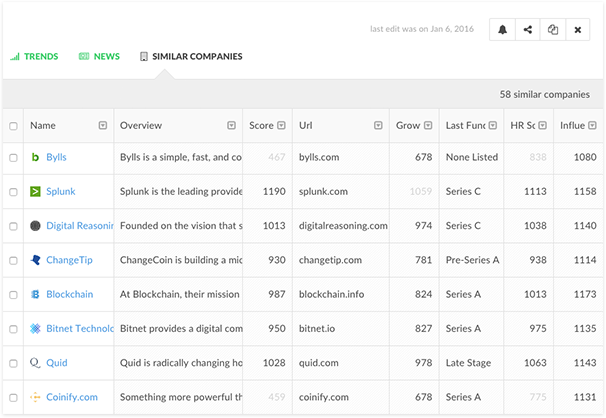 last edit was on Jan 6, 2016
TRENDS NEWS SIMILAR COMPANIES
58 similar companies
Name Overview Score Url Grow Last Func HR Sc Influe
Bylls Bylls is a simple, fast, and co 467 bylls.com 678 None Listed 838 1080
Splunk Splunk is the leading provide 1190 splunk.com 1059 Series C 1113 1158
Digital Reasonin Founded on the vision that s 1013 digitalreasoning.com 974 Series C 1038 1140
ChangeTip ChangeCoin is building a mic 930 changetip.com 781 Pre-Series A 938 1114
Blockchain At Blockchain, their mission 987 blockchain.info 824 Series A 1013 1173
Bitnet Technolo Bitnet provides a digital com 950 bitnet.io 827 Series A 975 1135
Quid Quid is radically changing ho 1028 quid.com 978 Late Stage 1063 1143
Coinify.com Something more powerful th 459 coinify.com 678 Series A 775 1131